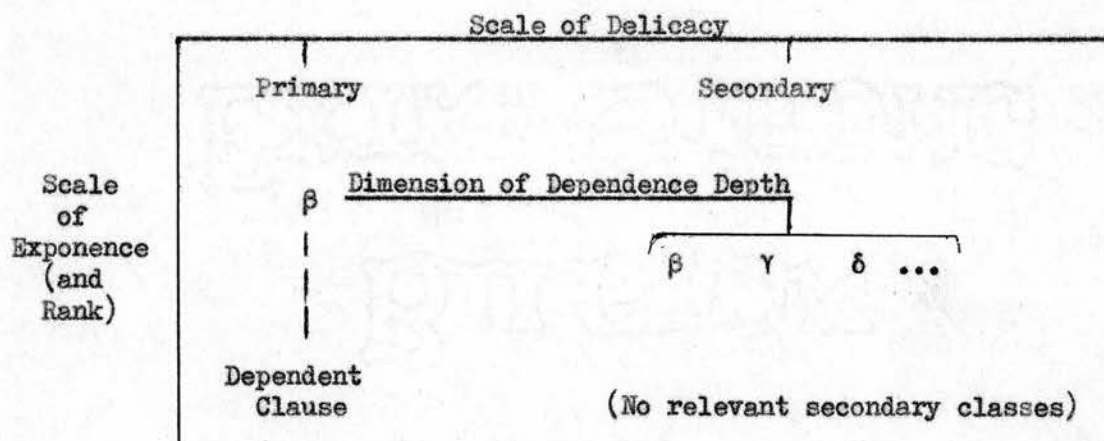 Scale of Delicacy
Primary Secondary
Scale
of
Exponence
(and
Rank)
β Dimension of Dependence Depth
β γ δ ...
Dependent
Clause
(No relevant secondary classes)